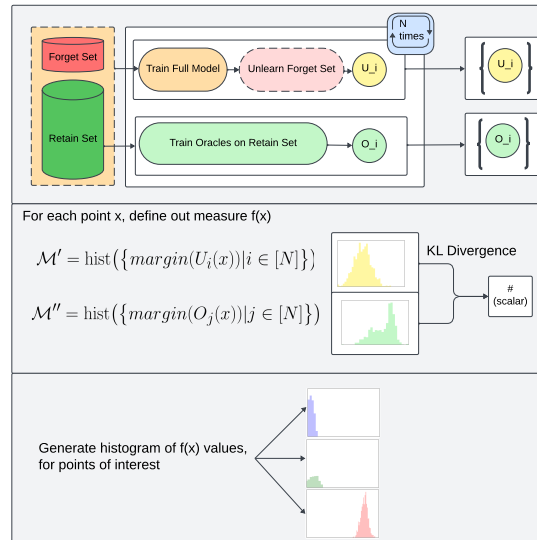 N
times
Forget Set
Train Full Model
Unlearn Forget Set
U_i
{ U_i }
Retain Set
Train Oracles on Retain Set
O_i
{ O_i }
For each point x, define out measure f(x)
M′ = hist({margin(U_i(x))|i ∈ [N]})
KL Divergence
#
(scalar)
M″ = hist({margin(O_j(x))|j ∈ [N]})
Generate histogram of f(x) values,
for points of interest